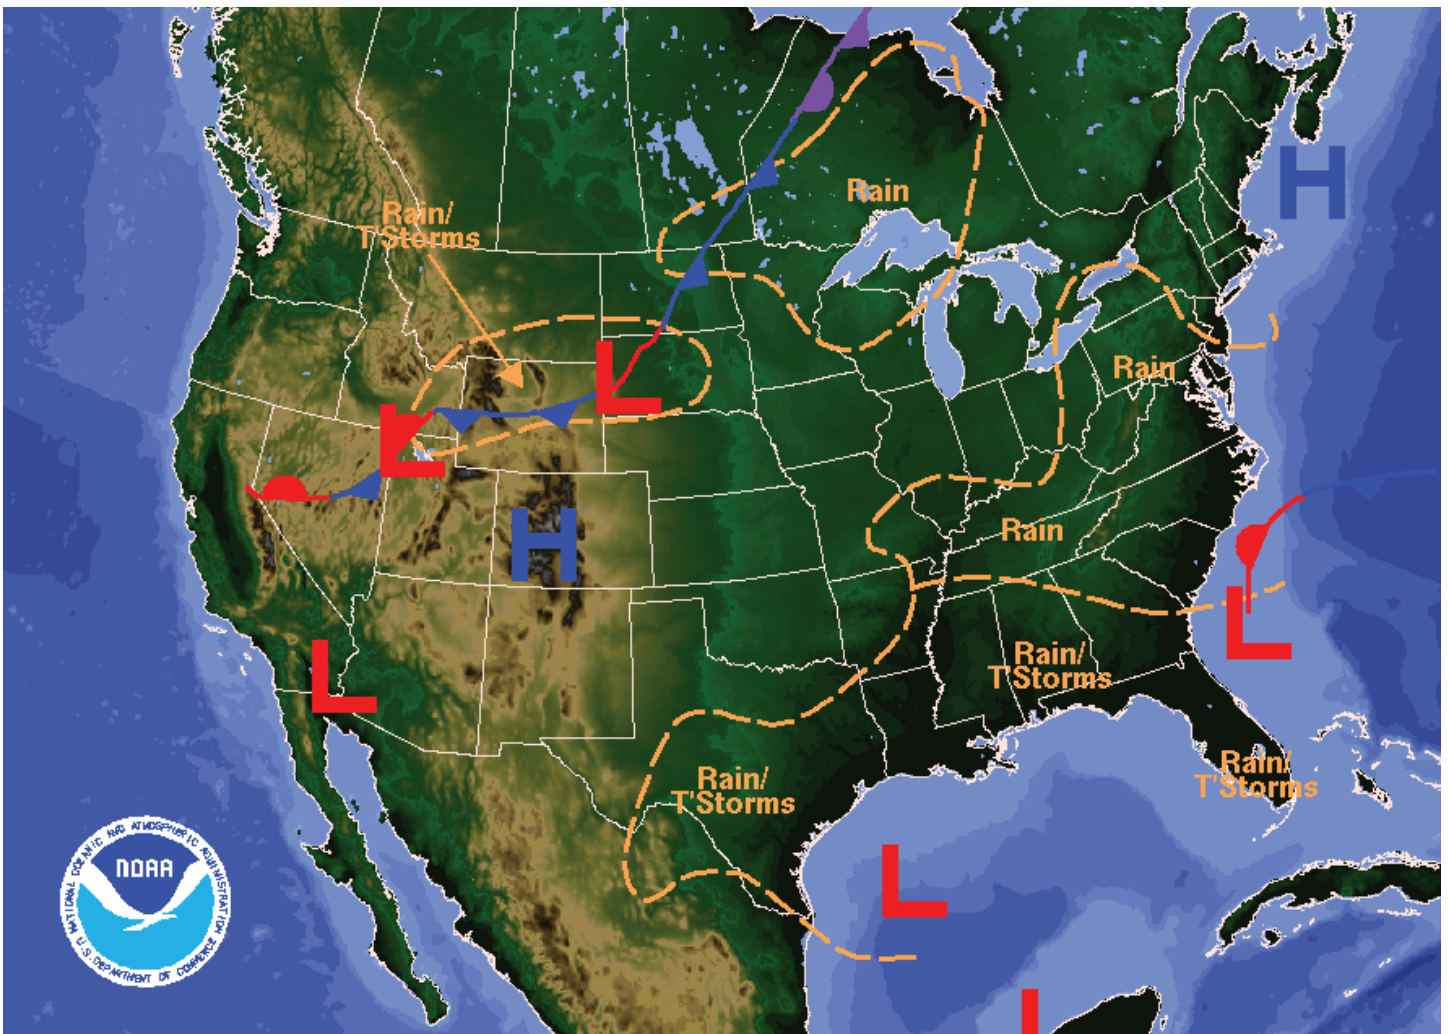 H
Rain
Rain/
T'Storms
L
Rain
L
H
Rain
L
Rain/
T'Storms
L
Rain/
T'Storms
Rain/
T'Storms
L
L
NATIONAL OCEANIC AND ATMOSPHERIC ADMINISTRATION
NOAA
U.S. DEPARTMENT OF COMMERCE
L